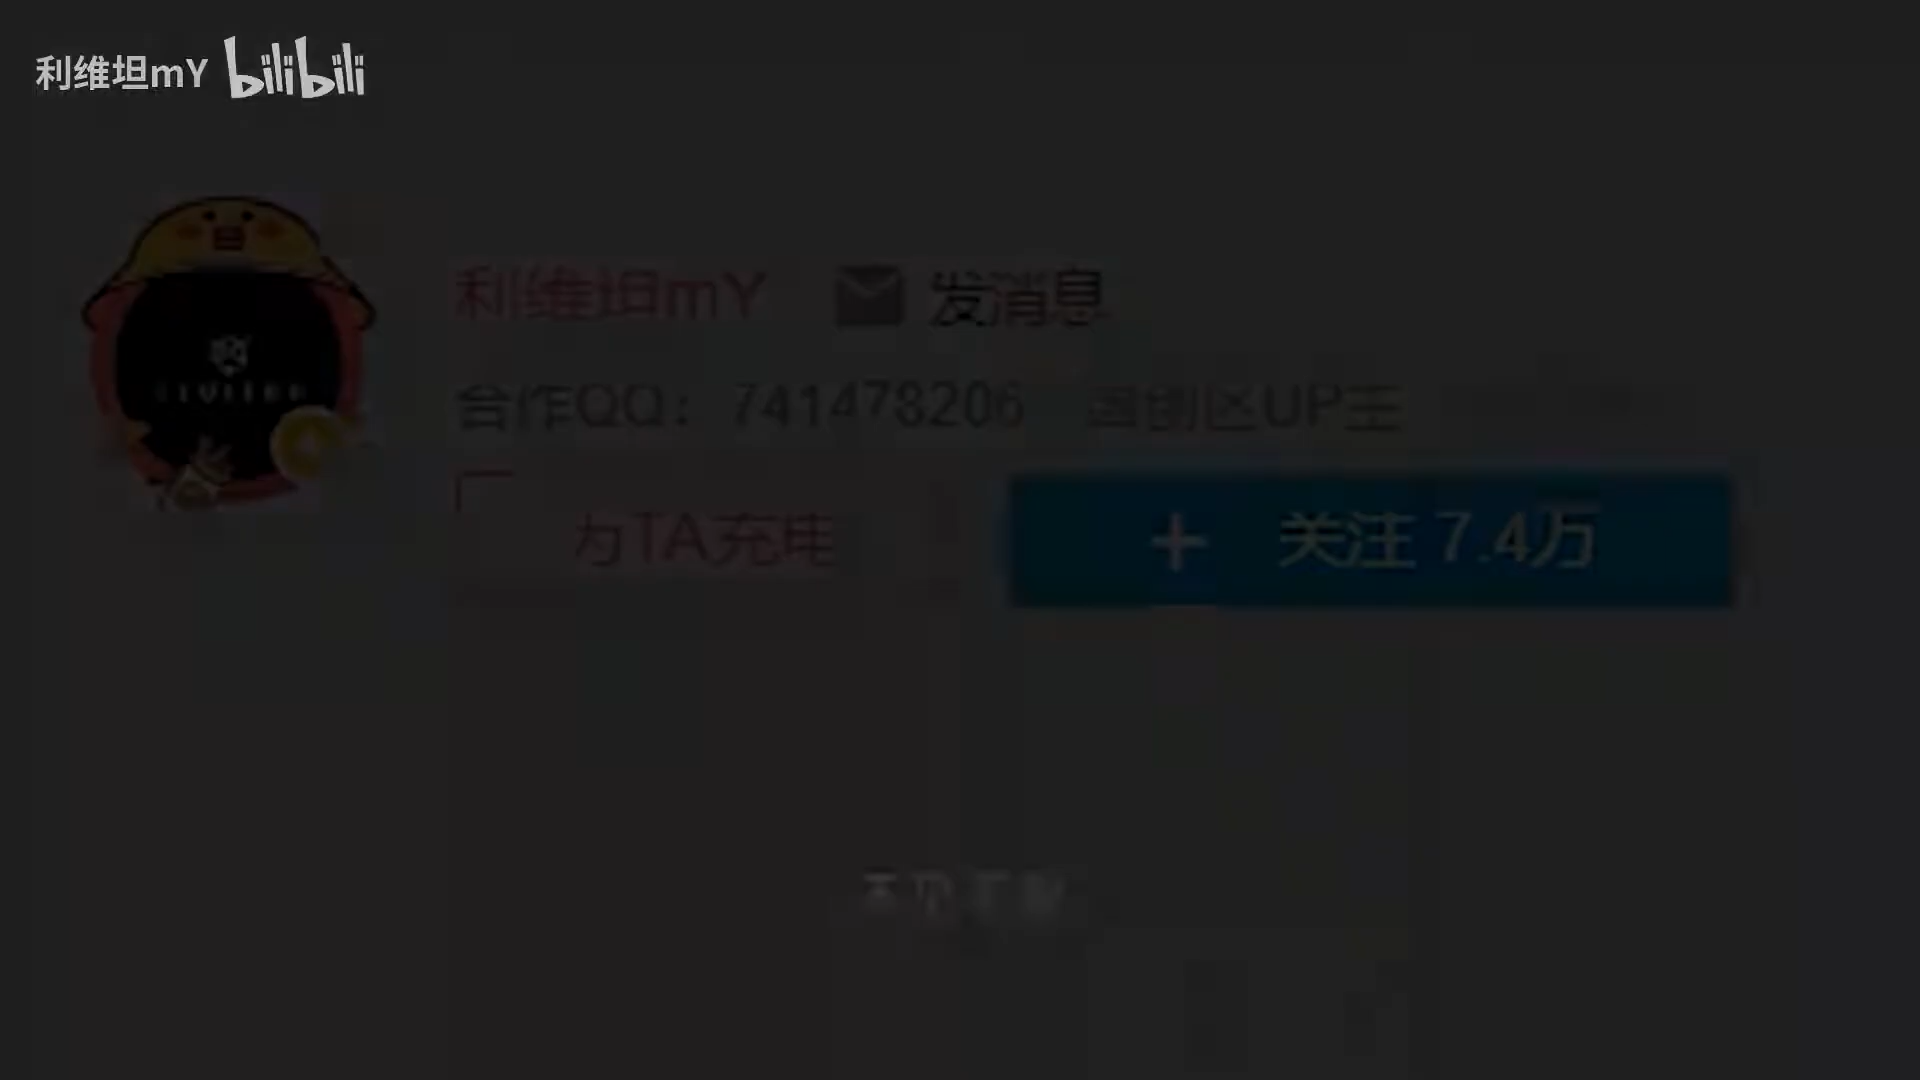 利维坦mY bilibili
利维坦mY 发消息
合作QQ：741478206 国创区UP主
为TA充电 + 关注 7.4万